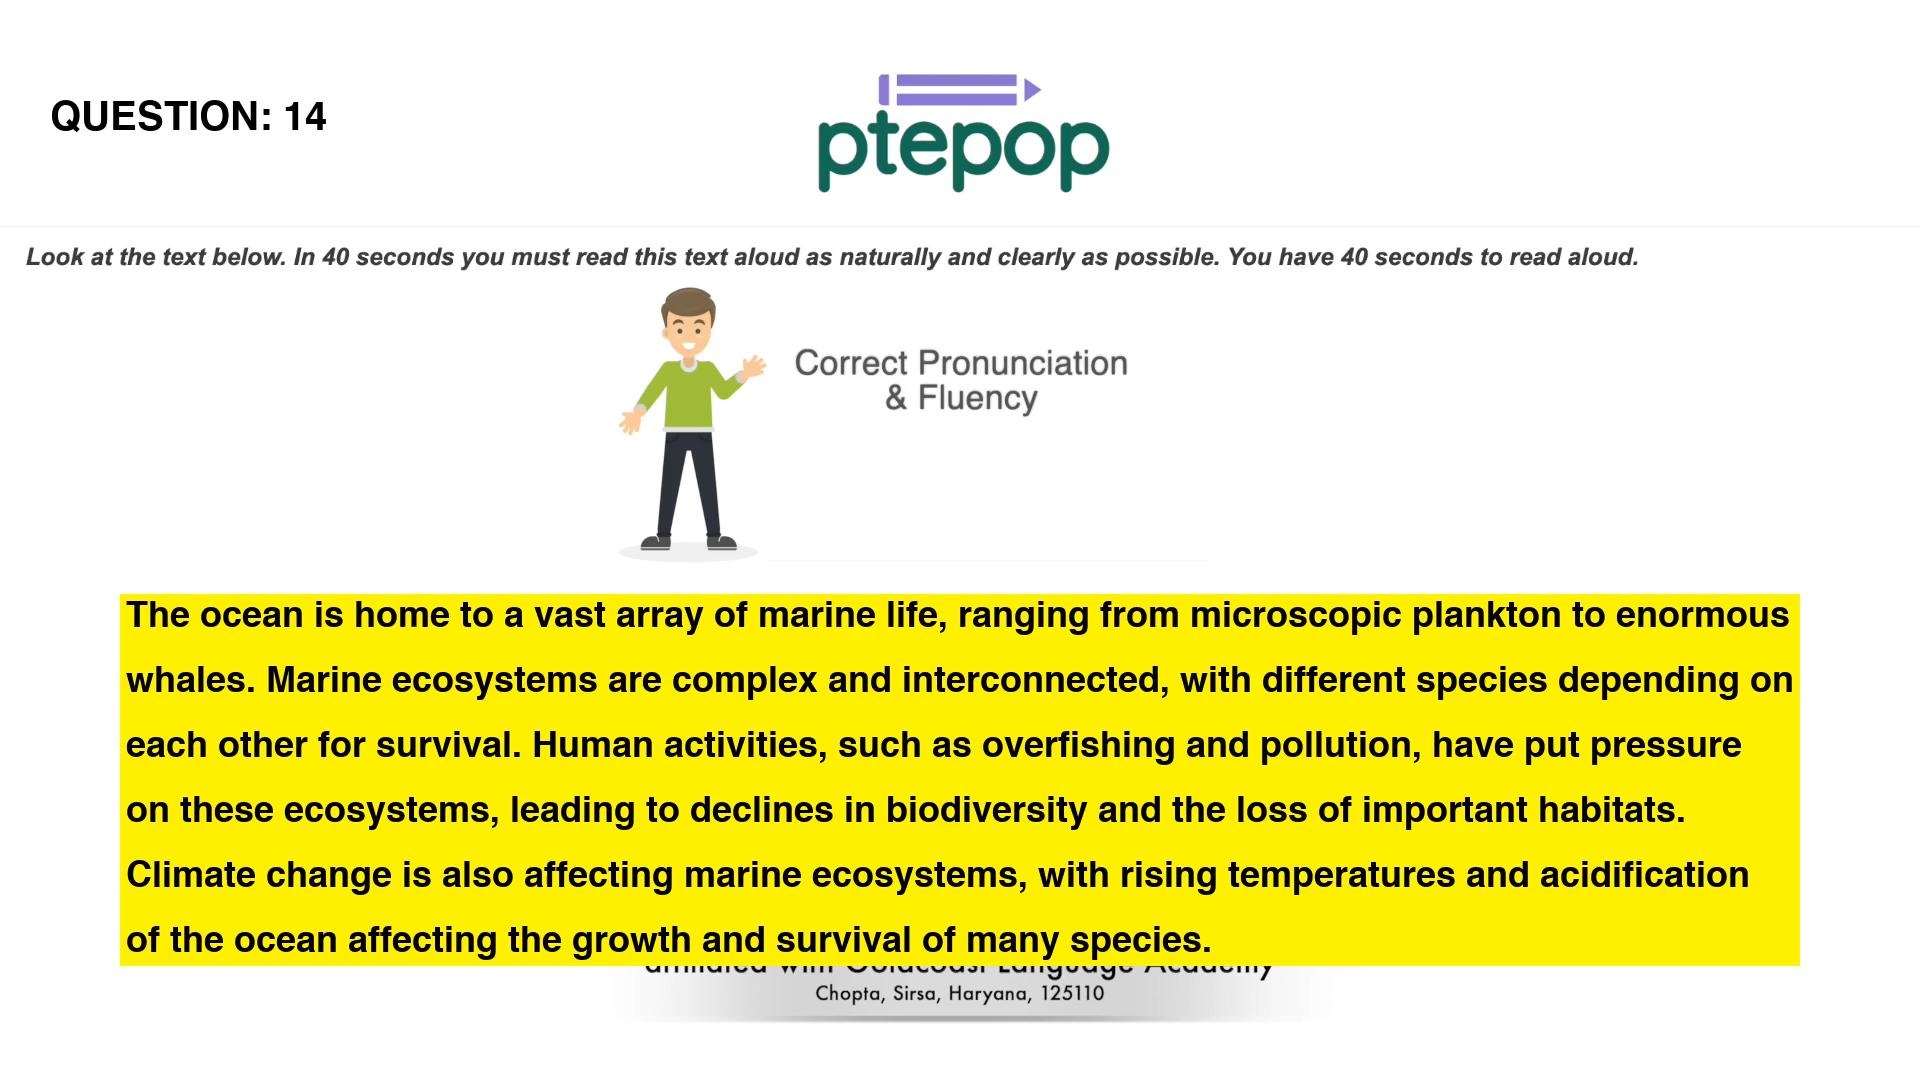 QUESTION: 14
ptepop
Look at the text below. In 40 seconds you must read this text aloud as naturally and clearly as possible. You have 40 seconds to read aloud.
Correct Pronunciation
& Fluency
The ocean is home to a vast array of marine life, ranging from microscopic plankton to enormous
whales. Marine ecosystems are complex and interconnected, with different species depending on
each other for survival. Human activities, such as overfishing and pollution, have put pressure
on these ecosystems, leading to declines in biodiversity and the loss of important habitats.
Climate change is also affecting marine ecosystems, with rising temperatures and acidification
of the ocean affecting the growth and survival of many species.
affiliated with Goldcoast Language Academy
Chopta, Sirsa, Haryana, 125110